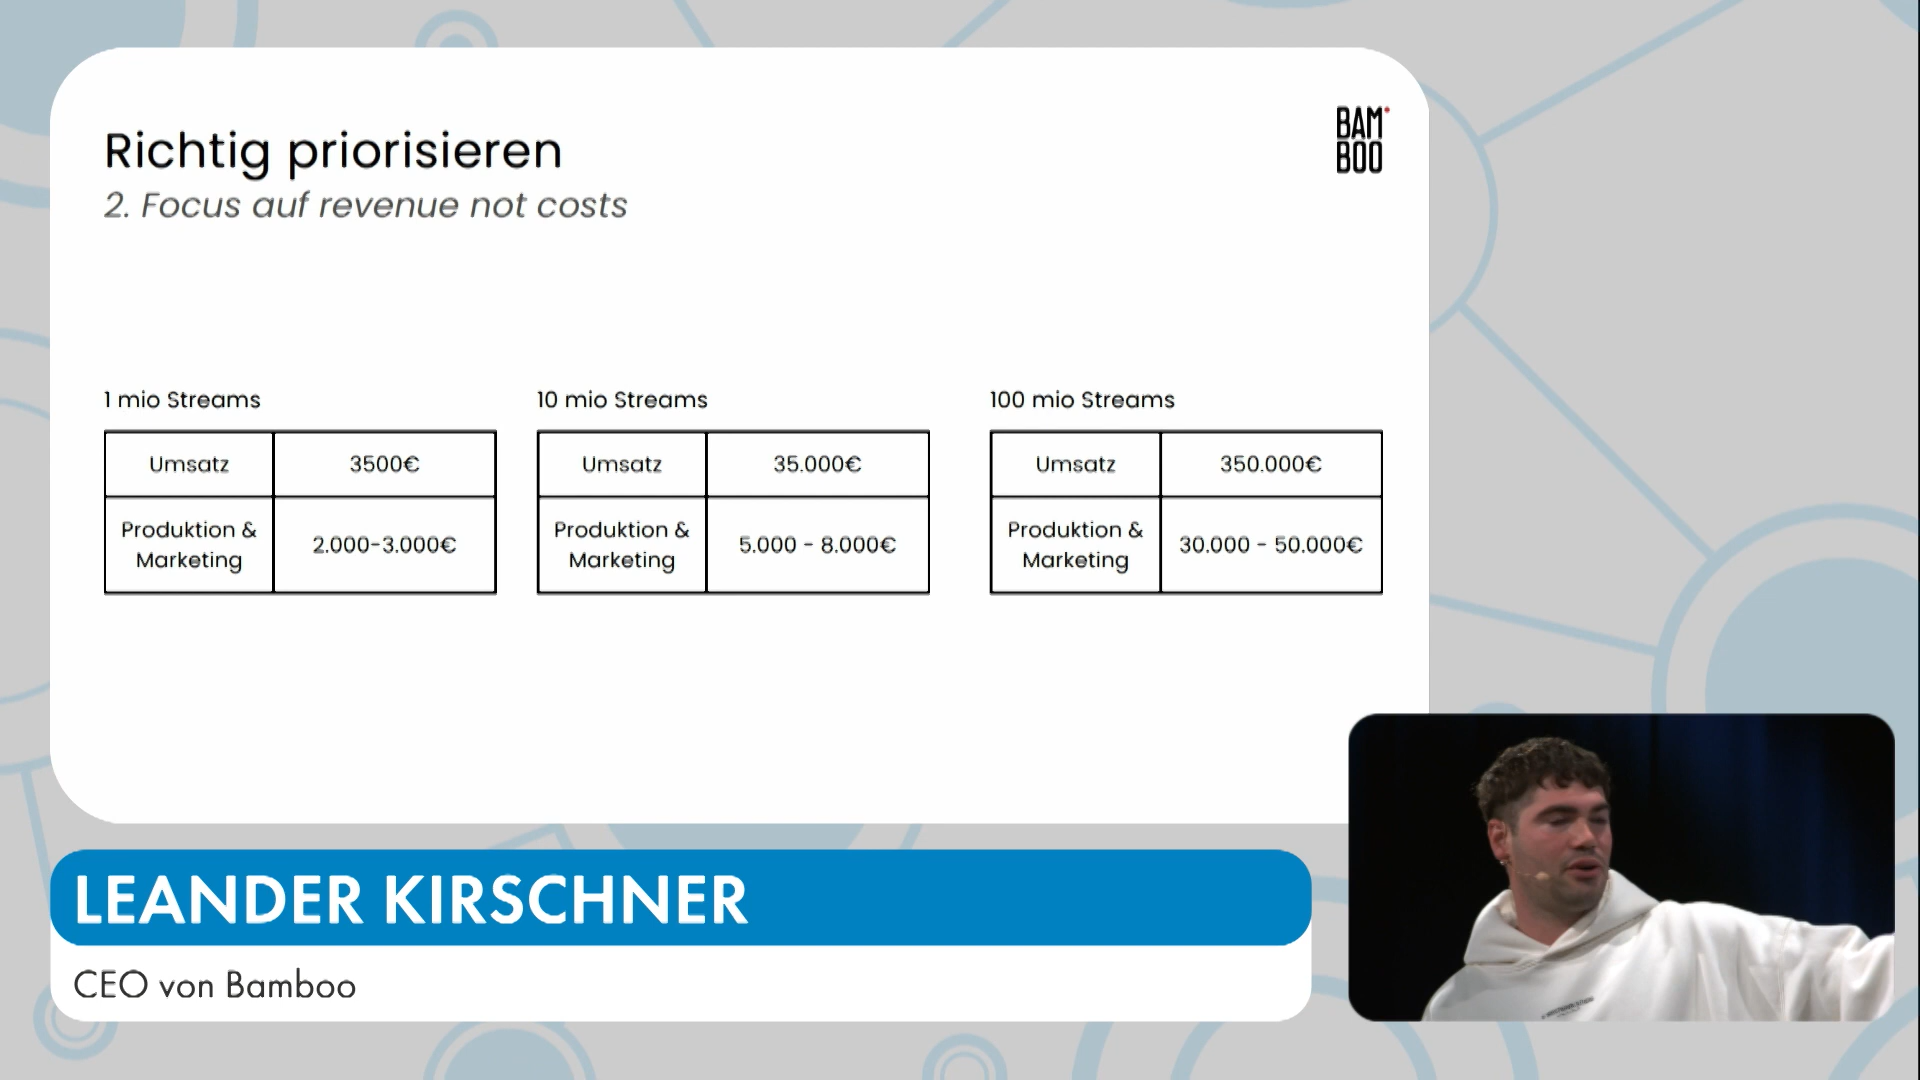 Richtig priorisieren
2. Focus auf revenue not costs
BAM
BOO
1 mio Streams
Umsatz 3500€
Produktion & Marketing 2.000-3.000€
10 mio Streams
Umsatz 35.000€
Produktion & Marketing 5.000 - 8.000€
100 mio Streams
Umsatz 350.000€
Produktion & Marketing 30.000 - 50.000€
LEANDER KIRSCHNER
CEO von Bamboo